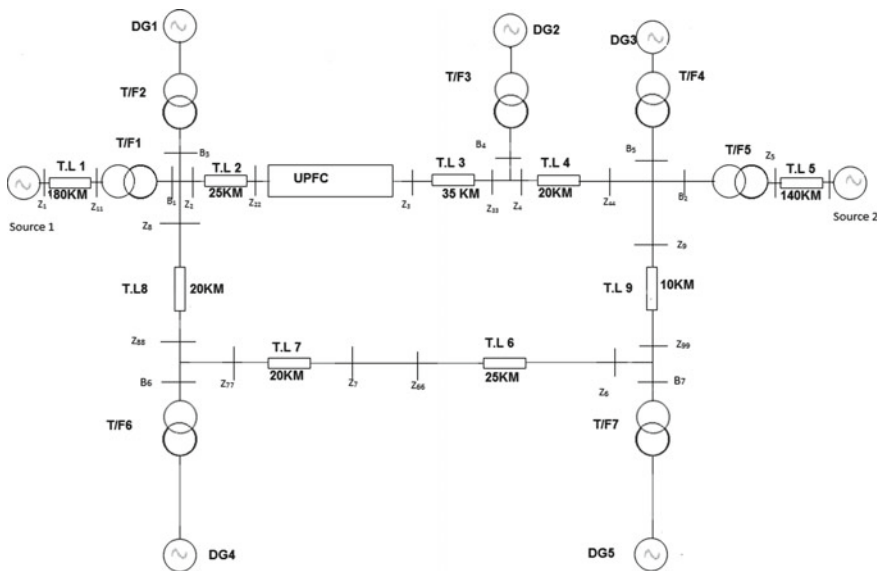 DG1
DG2
DG3
T/F2
T/F3
T/F4
T/F1
B3
B4
B5
T/F5
T.L 1
T.L 2
UPFC
T.L 3
T.L 4
Z5
T.L 5
180KM
25KM
35 KM
20KM
140KM
Z1
Z11
B1
Z2
Z22
Z3
Z33
Z4
Z44
B2
Source 1
Source 2
Z8
Z9
T.L8
20KM
T.L 9
10KM
Z88
Z99
T.L 7
T.L 6
B6
Z77
20KM
Z7
Z66
25KM
Z6
B7
T/F6
T/F7
DG4
DG5